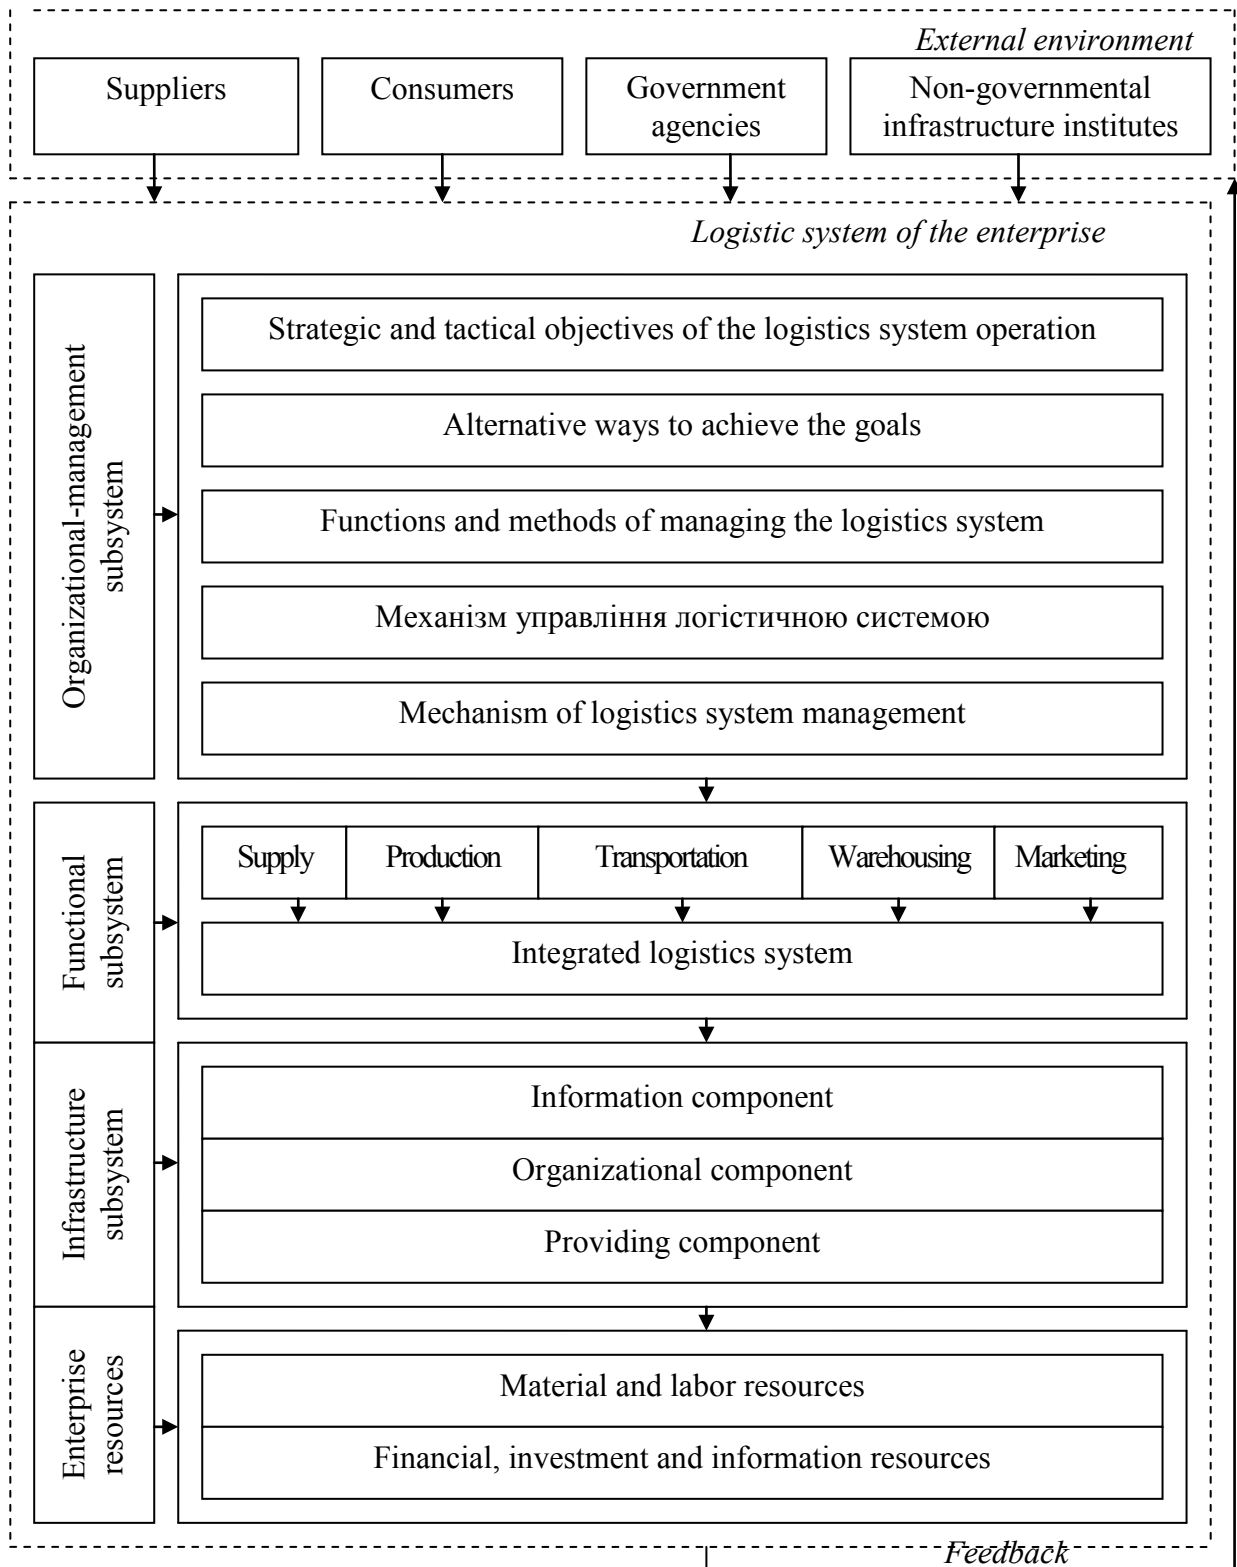 External environment
Suppliers
Consumers
Government
agencies
Non-governmental
infrastructure institutes
Logistic system of the enterprise
Organizational-management
subsystem
Strategic and tactical objectives of the logistics system operation
Alternative ways to achieve the goals
Functions and methods of managing the logistics system
Механізм управління логістичною системою
Mechanism of logistics system management
Functional
subsystem
Supply
Production
Transportation
Warehousing
Marketing
Integrated logistics system
Infrastructure
subsystem
Information component
Organizational component
Providing component
Enterprise
resources
Material and labor resources
Financial, investment and information resources
Feedback